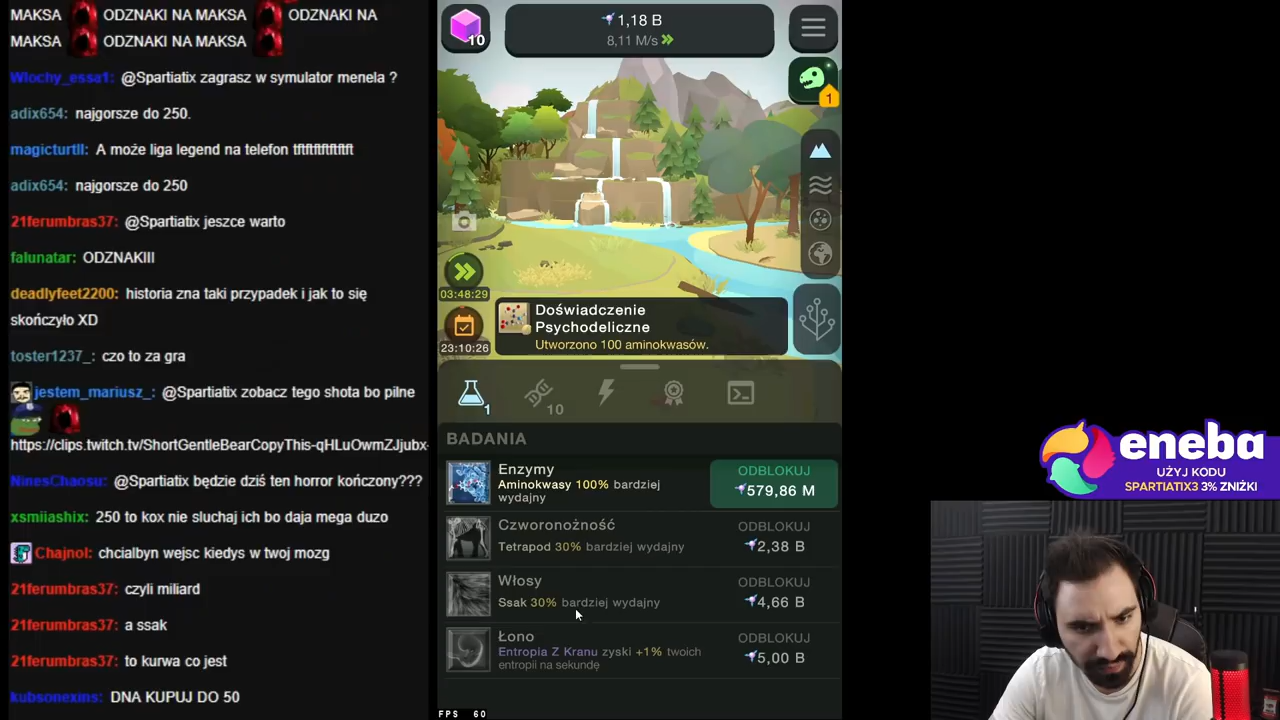 MAKSA ODZNAKI NA MAKSA ODZNAKI NA
MAKSA ODZNAKI NA MAKSA
Wlochy_essa1: @Spartiatix zagrasz w symulator menela ?
adix654: najgorsze do 250.
magicturtll: A może liga legend na telefon tftftftftftftft
adix654: najgorsze do 250
21ferumbras37: @Spartiatix jeszce warto
falunatar: ODZNAKIII
deadlyfeet2200: historia zna taki przypadek i jak to się
skończyło XD
toster1237_: czo to za gra
jestem_mariusz_: @Spartiatix zobacz tego shota bo pilne
https://clips.twitch.tv/ShortGentleBearCopyThis-qHLuOwmZJjubx-
NinesChaosu: @Spartiatix będzie dziś ten horror kończony???
xsmiiashix: 250 to kox nie sluchaj ich bo daja mega duzo
Chajnol: chcialbyn wejsc kiedys w twoj mozg
21ferumbras37: czyli miliard
21ferumbras37: a ssak
21ferumbras37: to kurwa co jest
kubsonexins: DNA KUPUJ DO 50
10
1,18 B
8,11 M/s
1
03:48:29
23:10:26
Doświadczenie
Psychodeliczne
Utworzono 100 aminokwasów.
1
10
BADANIA
Enzymy
Aminokwasy 100% bardziej
wydajny
ODBLOKUJ
579,86 M
Czworonożność
Tetrapod 30% bardziej wydajny
ODBLOKUJ
2,38 B
Włosy
Ssak 30% bardziej wydajny
ODBLOKUJ
4,66 B
Łono
Entropia Z Kranu zyski +1% twoich
entropii na sekundę
ODBLOKUJ
5,00 B
FPS 60
eneba
UŻYJ KODU
SPARTIATIX3 3% ZNIŻKI